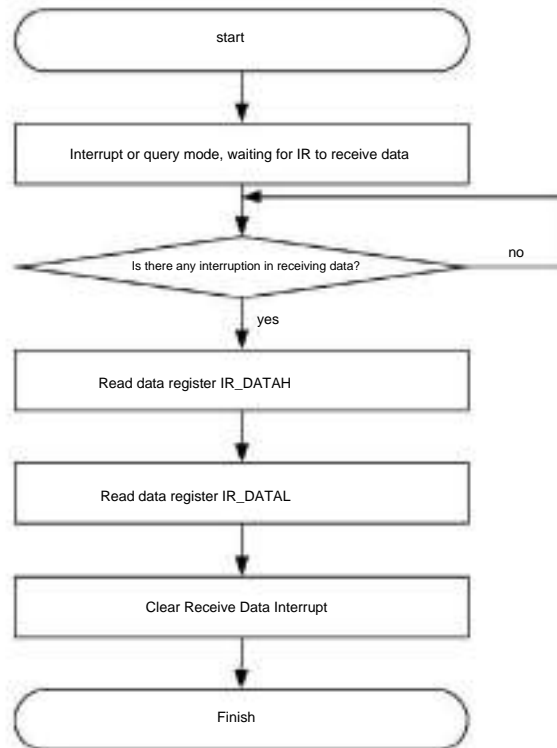 start
Interrupt or query mode, waiting for IR to receive data
Is there any interruption in receiving data?
no
yes
Read data register IR_DATAH
Read data register IR_DATAL
Clear Receive Data Interrupt
Finish